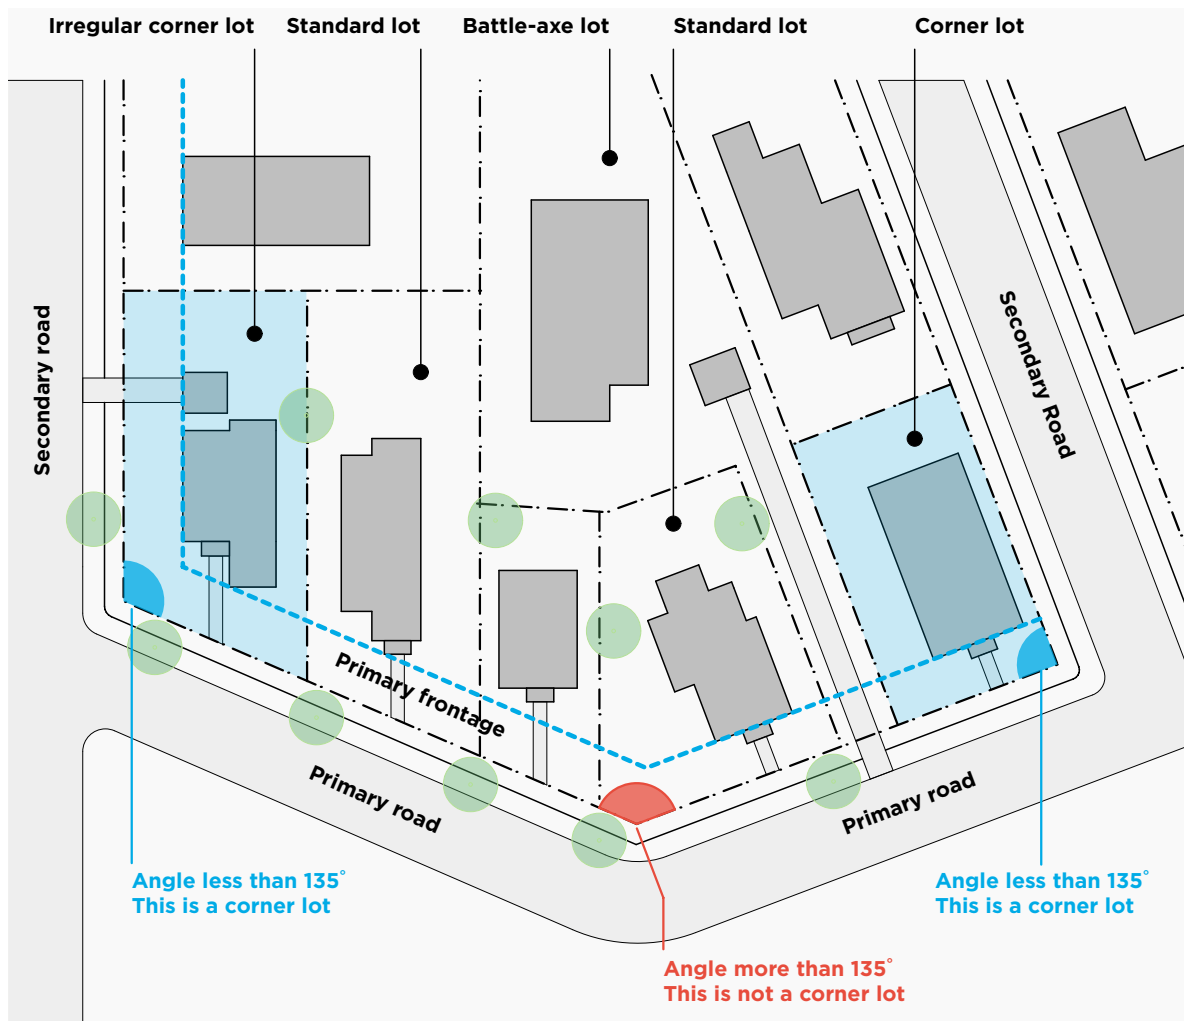 Irregular corner lot
Standard lot
Battle-axe lot
Standard lot
Corner lot
Secondary road
Secondary Road
Primary frontage
Primary road
Primary road
Angle less than 135°
This is a corner lot
Angle less than 135°
This is a corner lot
Angle more than 135°
This is not a corner lot